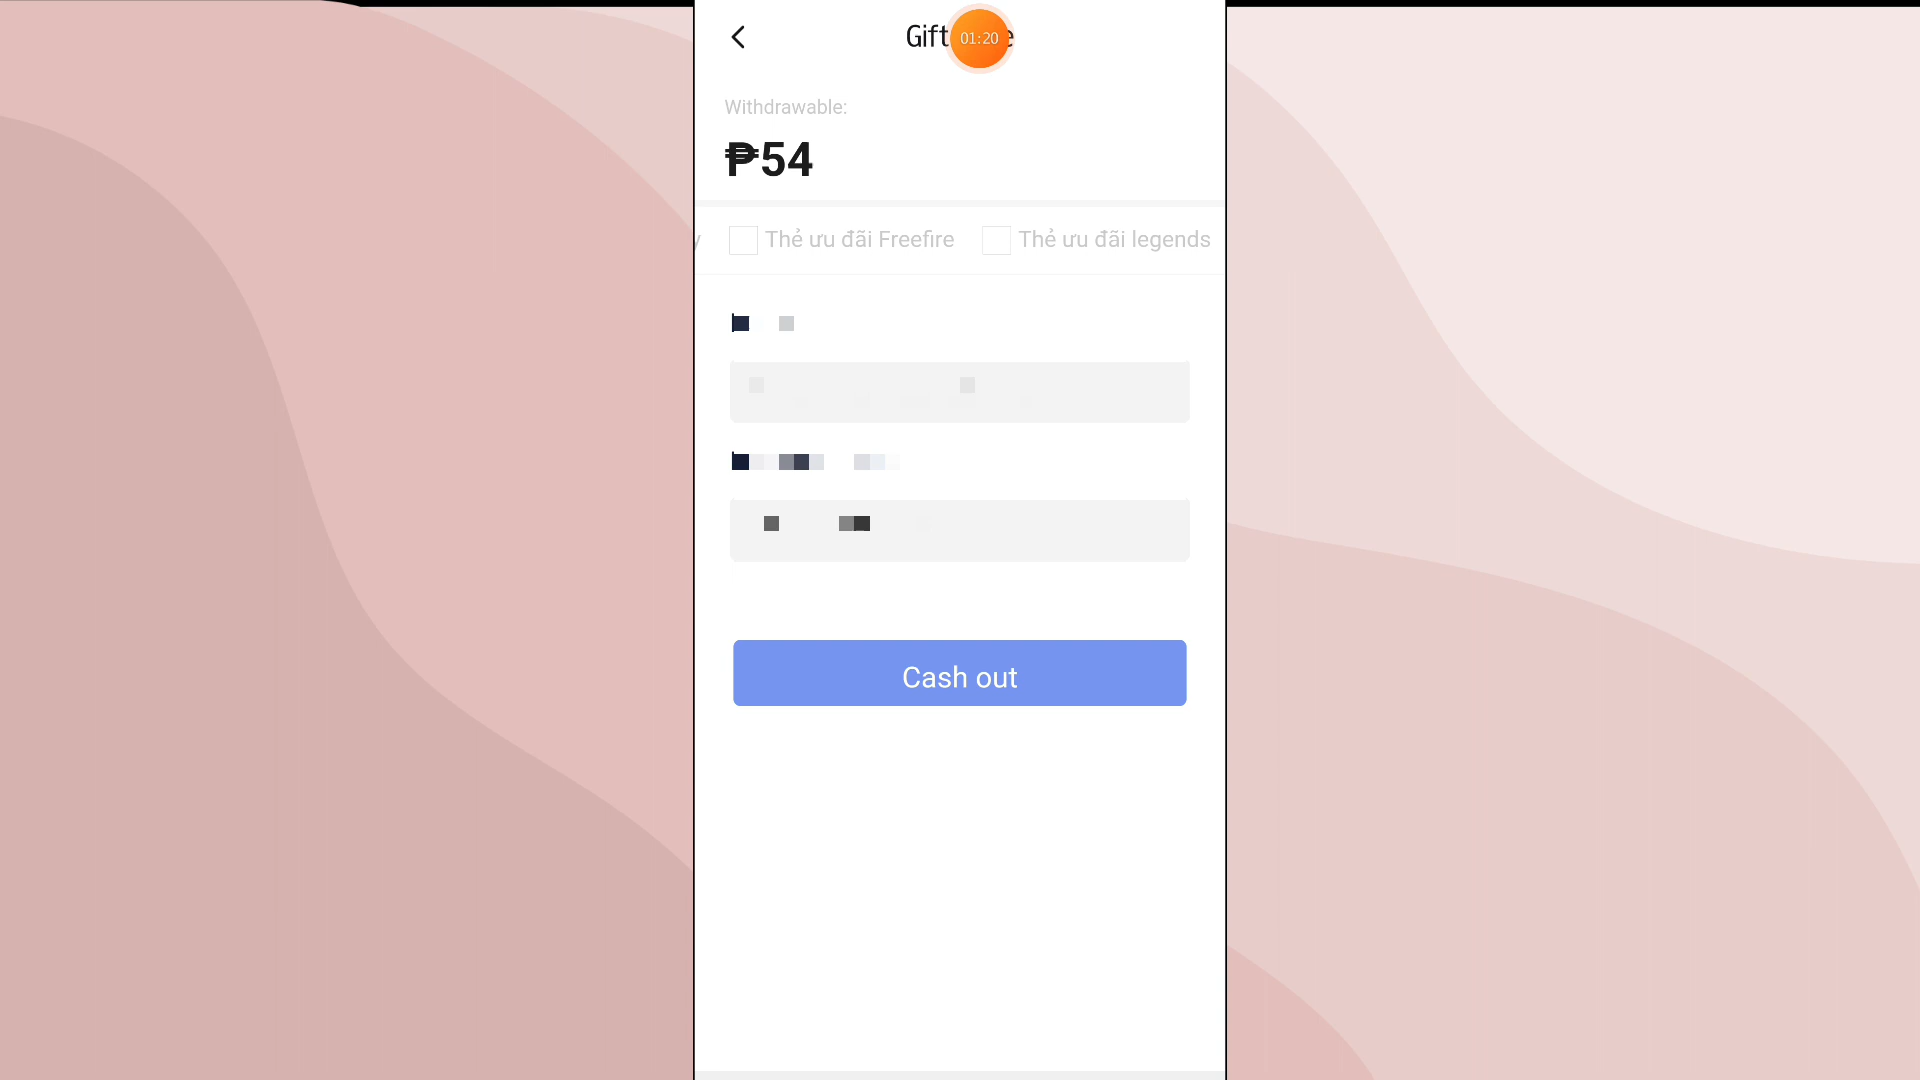 Gift
01:20
Withdrawable:
₱54
Thẻ ưu đãi Freefire
Thẻ ưu đãi legends
Cash out